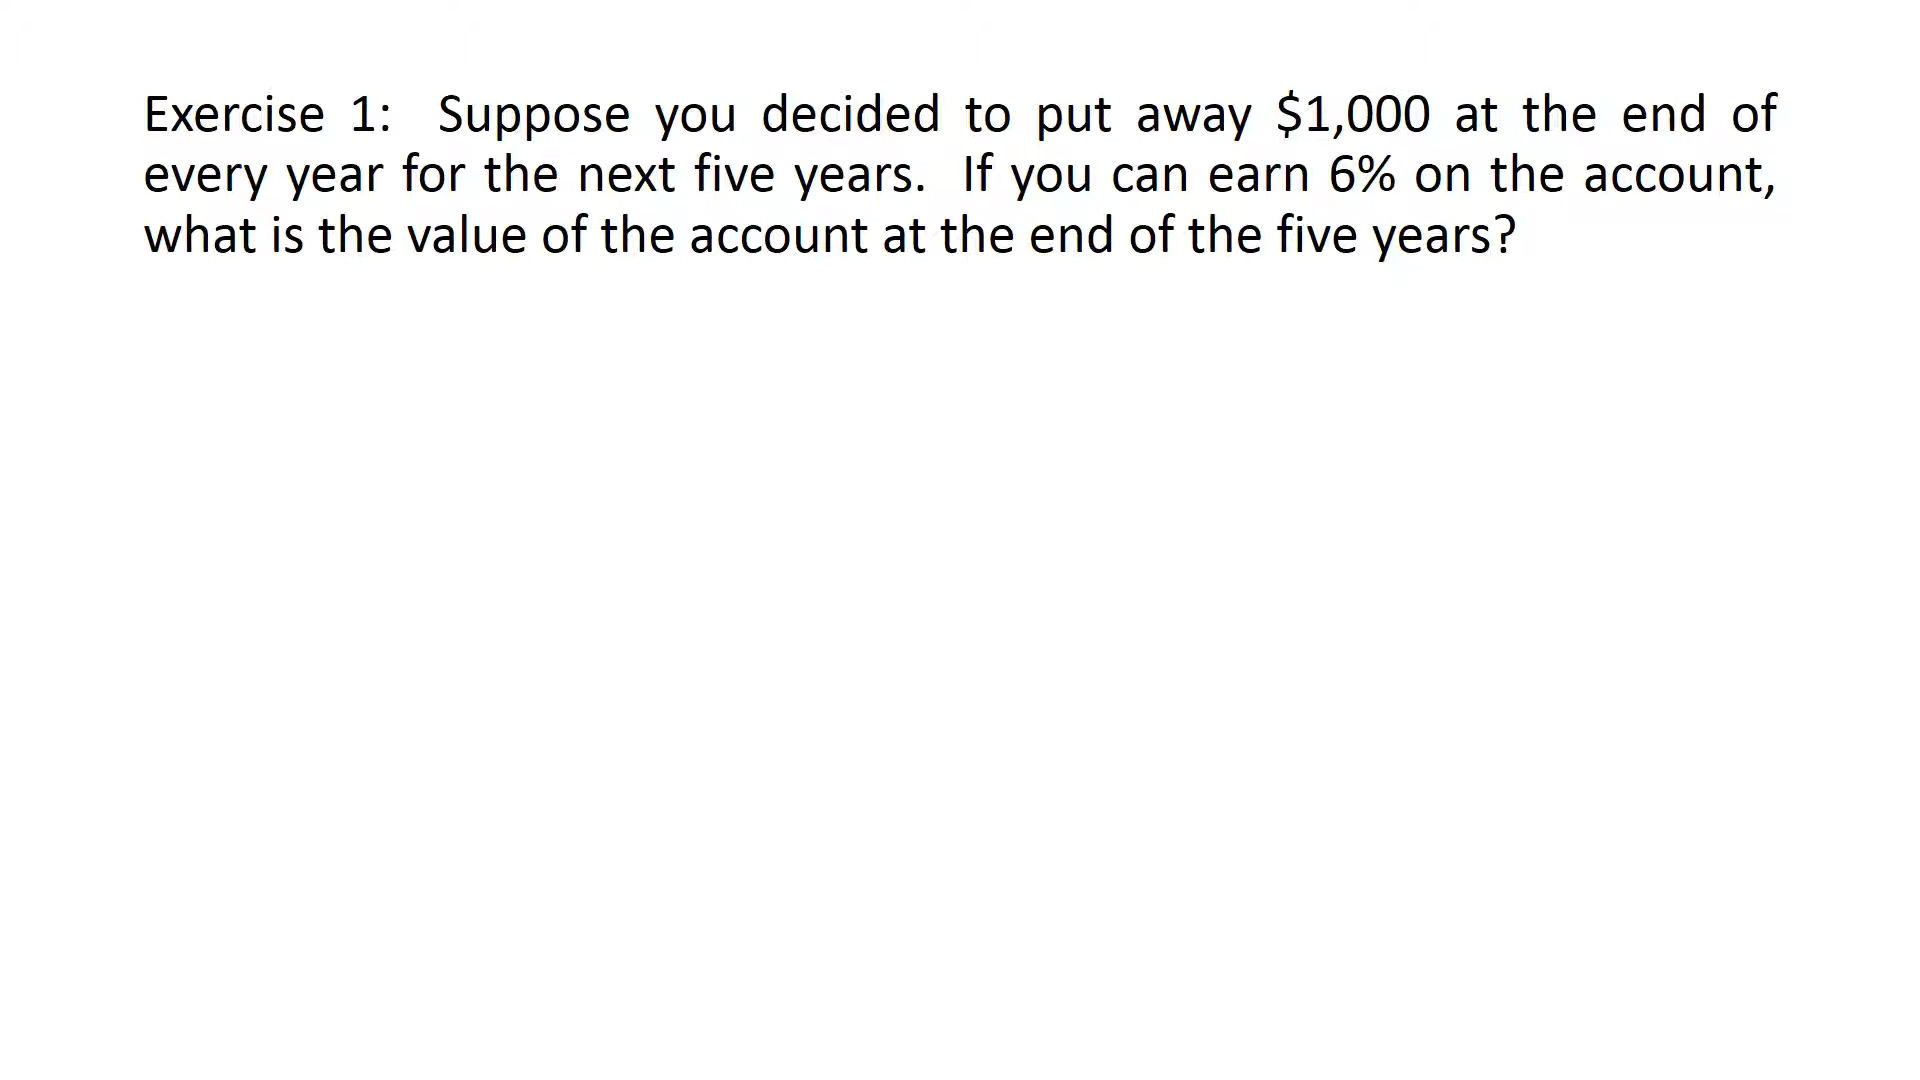 Exercise 1: Suppose you decided to put away $1,000 at the end of
every year for the next five years. If you can earn 6% on the account,
what is the value of the account at the end of the five years?